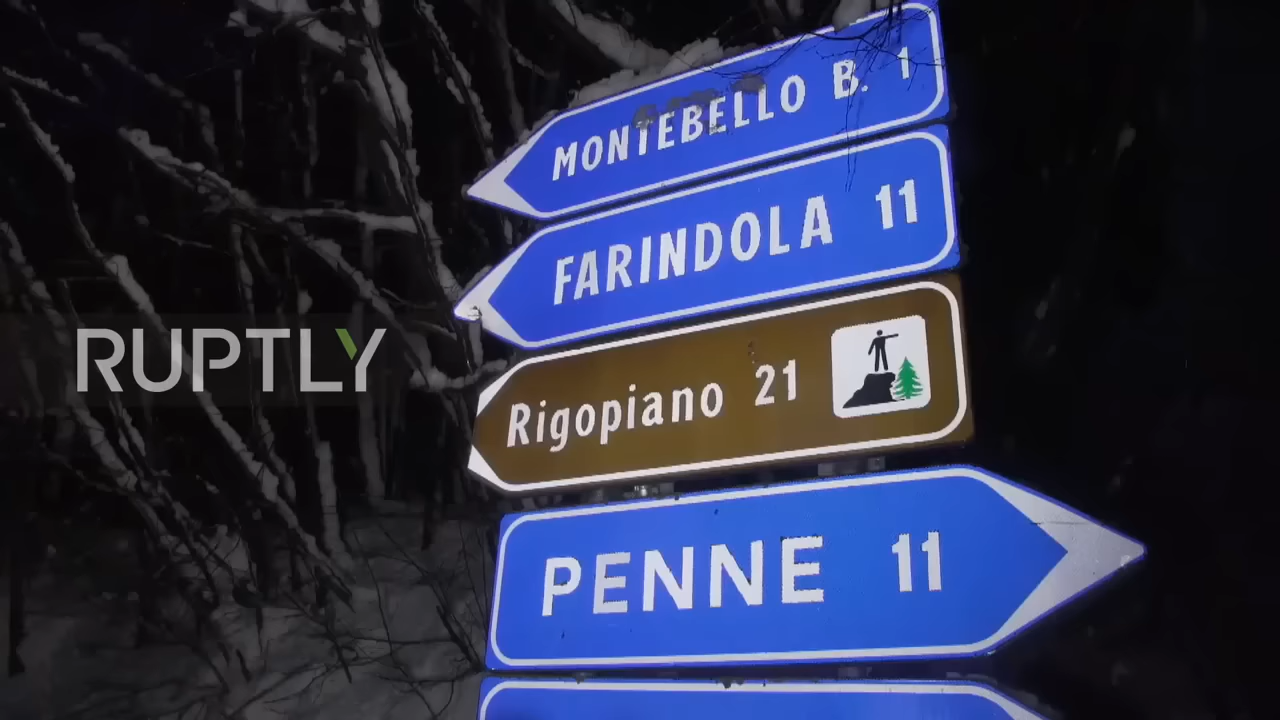 MONTEBELLO B. 1
FARINDOLA 11
RUPTLY
Rigopiano 21
PENNE 11